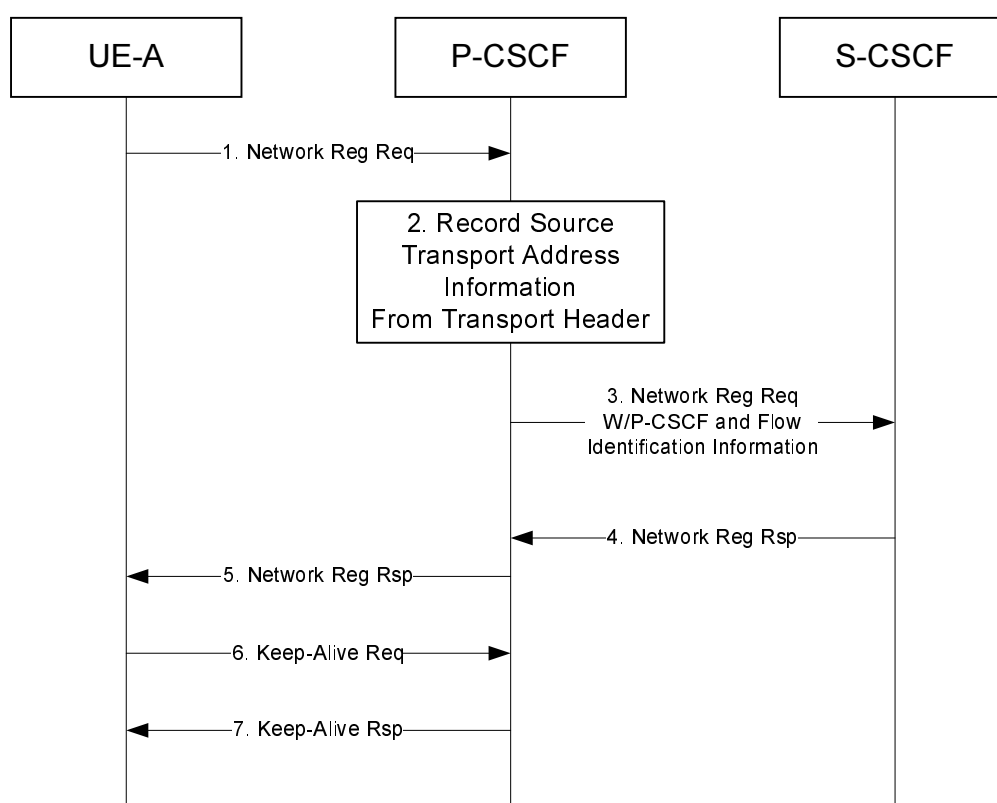 UE-A
P-CSCF
S-CSCF
1. Network Reg Req
2. Record Source
Transport Address
Information
From Transport Header
3. Network Reg Req
W/P-CSCF and Flow
Identification Information
4. Network Reg Rsp
5. Network Reg Rsp
6. Keep-Alive Req
7. Keep-Alive Rsp